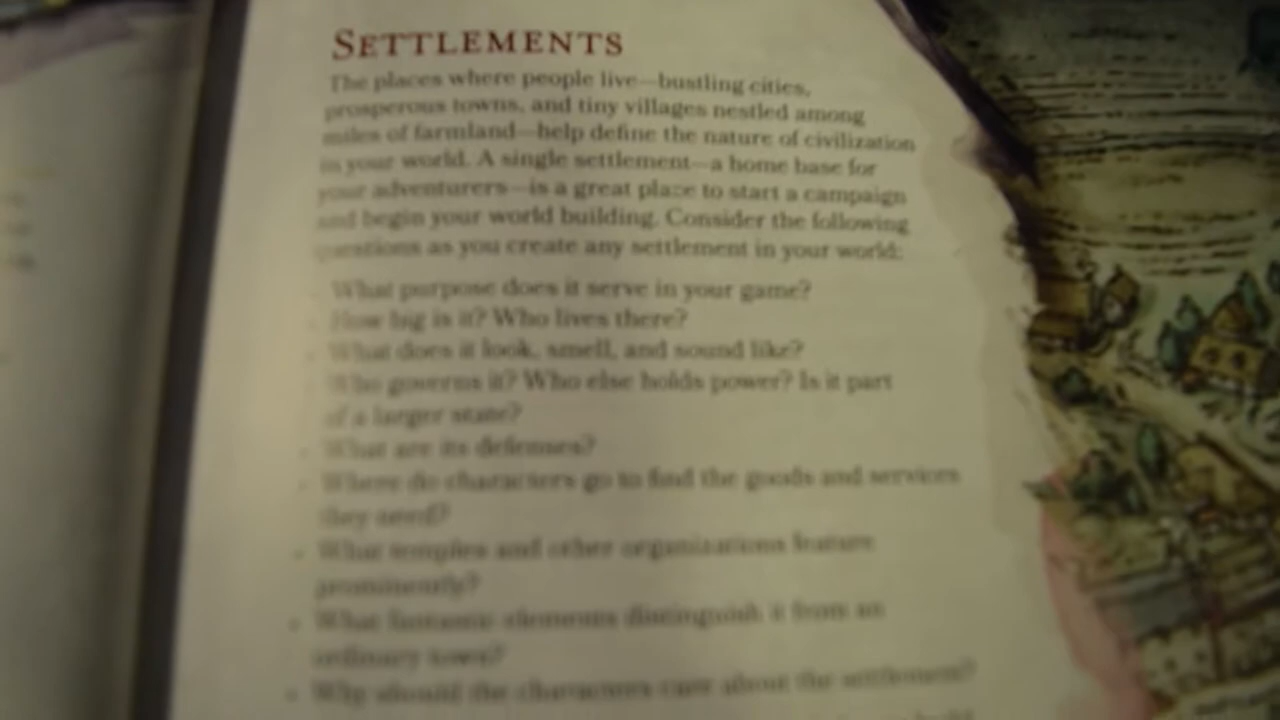 SETTLEMENTS
The places where people live—bustling cities,
prosperous towns, and tiny villages nestled among
miles of farmland—help define the nature of civilization
in your world. A single settlement—a home base for
your adventurers—is a great place to start a campaign
and begin your world building. Consider the following
questions as you create any settlement in your world:
What purpose does it serve in your game?
How big is it? Who lives there?
What does it look, smell, and sound like?
Who governs it? Who else holds power? Is it part
of a larger state?
What are its defenses?
Where do characters go to find the goods and services
they need?
What temples and other organizations feature
prominently?
What fantastic elements distinguish it from an
ordinary town?
Why should the characters care about the settlement?